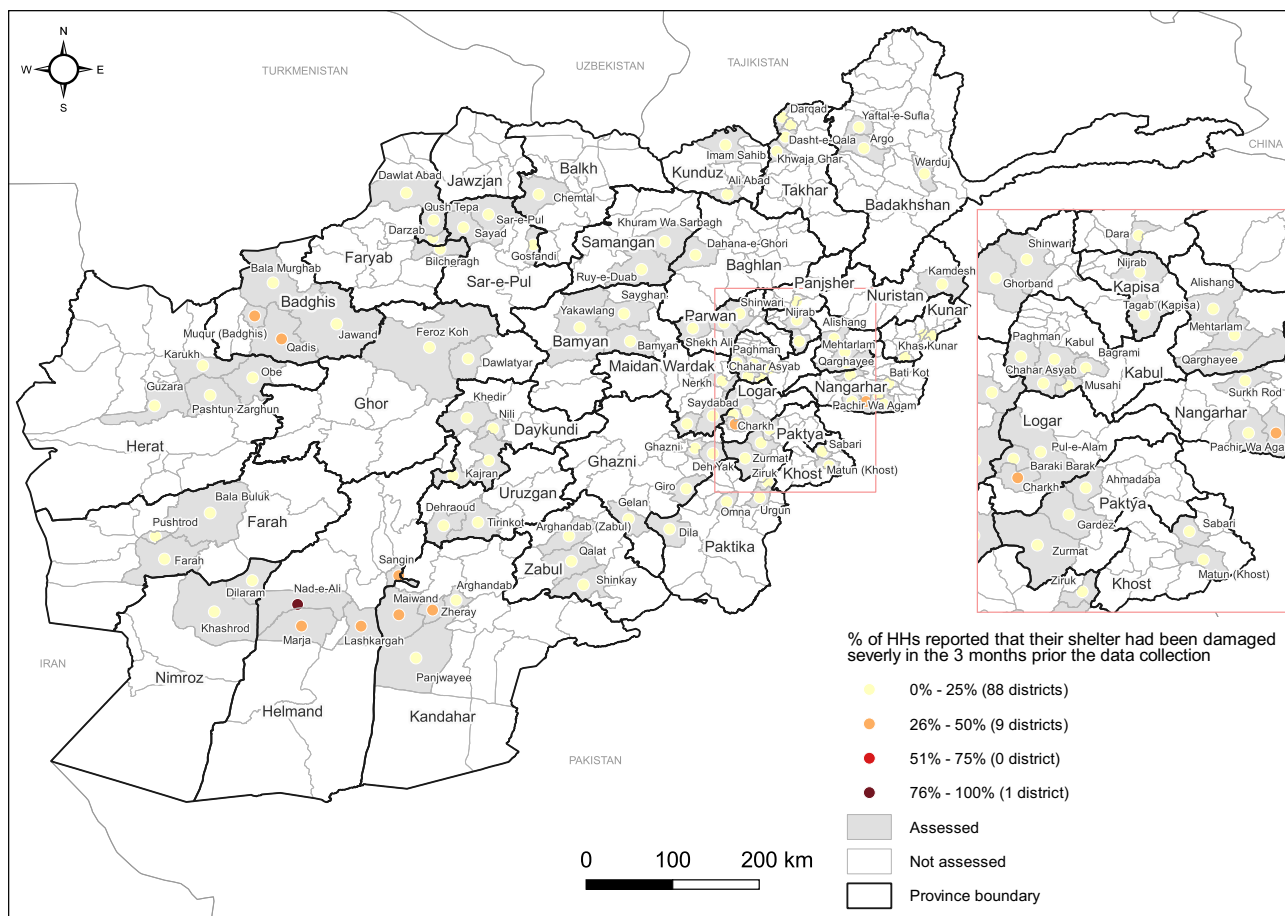 N
W E
S
TURKMENISTAN
UZBEKISTAN
TAJIKISTAN
CHINA
IRAN
PAKISTAN
Darqad
Yaftal-e-Sufla
Dasht-e-Qala
Argo
Imam Sahib
Khwaja Ghar
Warduj
Kunduz
Ali Abad
Takhar
Badakhshan
Balkh
Jawzjan
Dawlat Abad
Chemtal
Qush Tepa
Sar-e-Pul
Darzab
Sayad
Khuram Wa Sarbagh
Samangan
Dahana-e-Ghori
Faryab
Bilcheragh
Gosfandi
Ruy-e-Duab
Baghlan
Sar-e-Pul
Bala Murghab
Badghis
Panjsher
Kamdesh
Nuristan
Muqur (Badghis)
Jawand
Qadis
Feroz Koh
Sayghan
Yakawlang
Shinwari
Parwan
Nijrab
Alishang
Kunar
Karukh
Obe
Dawlatyar
Bamyan
Bamyan
Shekh Ali
Mehtarlam
Khas Kunar
Guzara
Pashtun Zarghun
Maidan Wardak
Paghman
Qarghayee
Chahar Asyab
Bati Kot
Ghor
Khedir
Nerkh
Logar
Nangarhar
Nili
Saydabad
Pachir Wa Agam
Herat
Daykundi
Charkh
Paktya
Sabari
Ghazni
Ghazni
Zurmat
Kajran
Deh Yak
Ziruk
Khost
Matun (Khost)
Bala Buluk
Uruzgan
Giro
Pushtrod
Farah
Dehraoud
Gelan
Omna
Urgun
Farah
Tirinkot
Arghandab (Zabul)
Dila
Paktika
Sangin
Qalat
Zabul
Dilaram
Nad-e-Ali
Arghandab
Shinkay
Maiwand
Zheray
Khashrod
Marja
Lashkargah
Panjwayee
Nimroz
Helmand
Kandahar
Dara
Shinwari
Nijrab
Ghorband
Kapisa
Alishang
Tagab (Kapisa)
Mehtarlam
Paghman
Kabul
Bagrami
Qarghayee
Chahar Asyab
Kabul
Musahi
Surkh Rod
Logar
Nangarhar
Pul-e-Alam
Pachir Wa Aga
Baraki Barak
Charkh
Ahmadaba
Paktya
Gardez
Sabari
Zurmat
Matun (Khost)
Ziruk
Khost
% of HHs reported that their shelter had been damaged
severly in the 3 months prior the data collection
0% - 25% (88 districts)
26% - 50% (9 districts)
51% - 75% (0 district)
76% - 100% (1 district)
Assessed
Not assessed
Province boundary
0 100 200 km